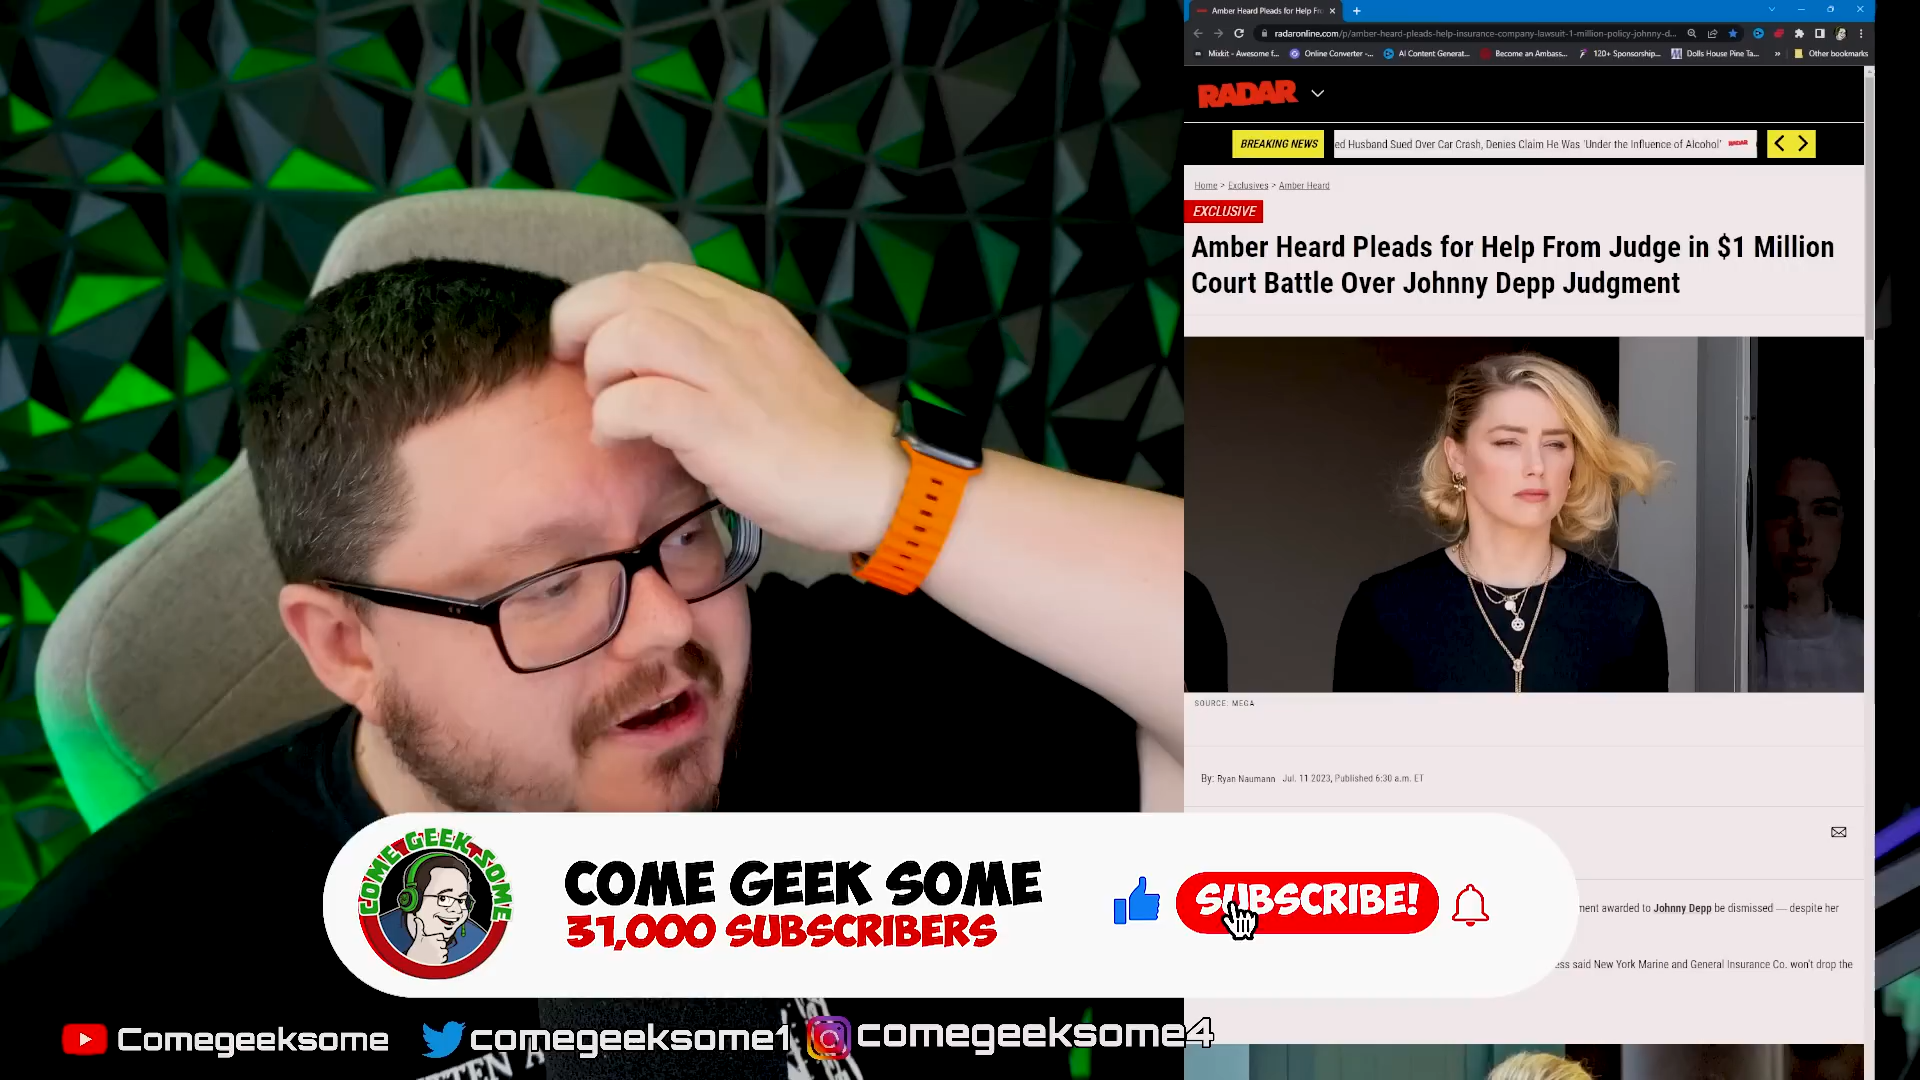 Amber Heard Pleads for Help Fr
radaronline.com/p/amber-heard-pleads-help-insurance-company-lawsuit-1-million-policy-johnny-d...
Mixkit - Awesome f...
Online Converter -...
AI Content Generat...
Become an Ambass...
120+ Sponsorship...
Dolls House Pine Ta...
Other bookmarks
RADAR
BREAKING NEWS
ed Husband Sued Over Car Crash, Denies Claim He Was 'Under the Influence of Alcohol'
RADAR
Home > Exclusives > Amber Heard
EXCLUSIVE
Amber Heard Pleads for Help From Judge in $1 Million
Court Battle Over Johnny Depp Judgment
SOURCE: MEGA
By: Ryan Naumann Jul. 11 2023, Published 6:30 a.m. ET
ment awarded to Johnny Depp be dismissed — despite her
ess said New York Marine and General Insurance Co. won't drop the
COME GEEK SOME
COME GEEK SOME
31,000 SUBSCRIBERS
SUBSCRIBE!
Comegeeksome
comegeeksome1
comegeeksome4